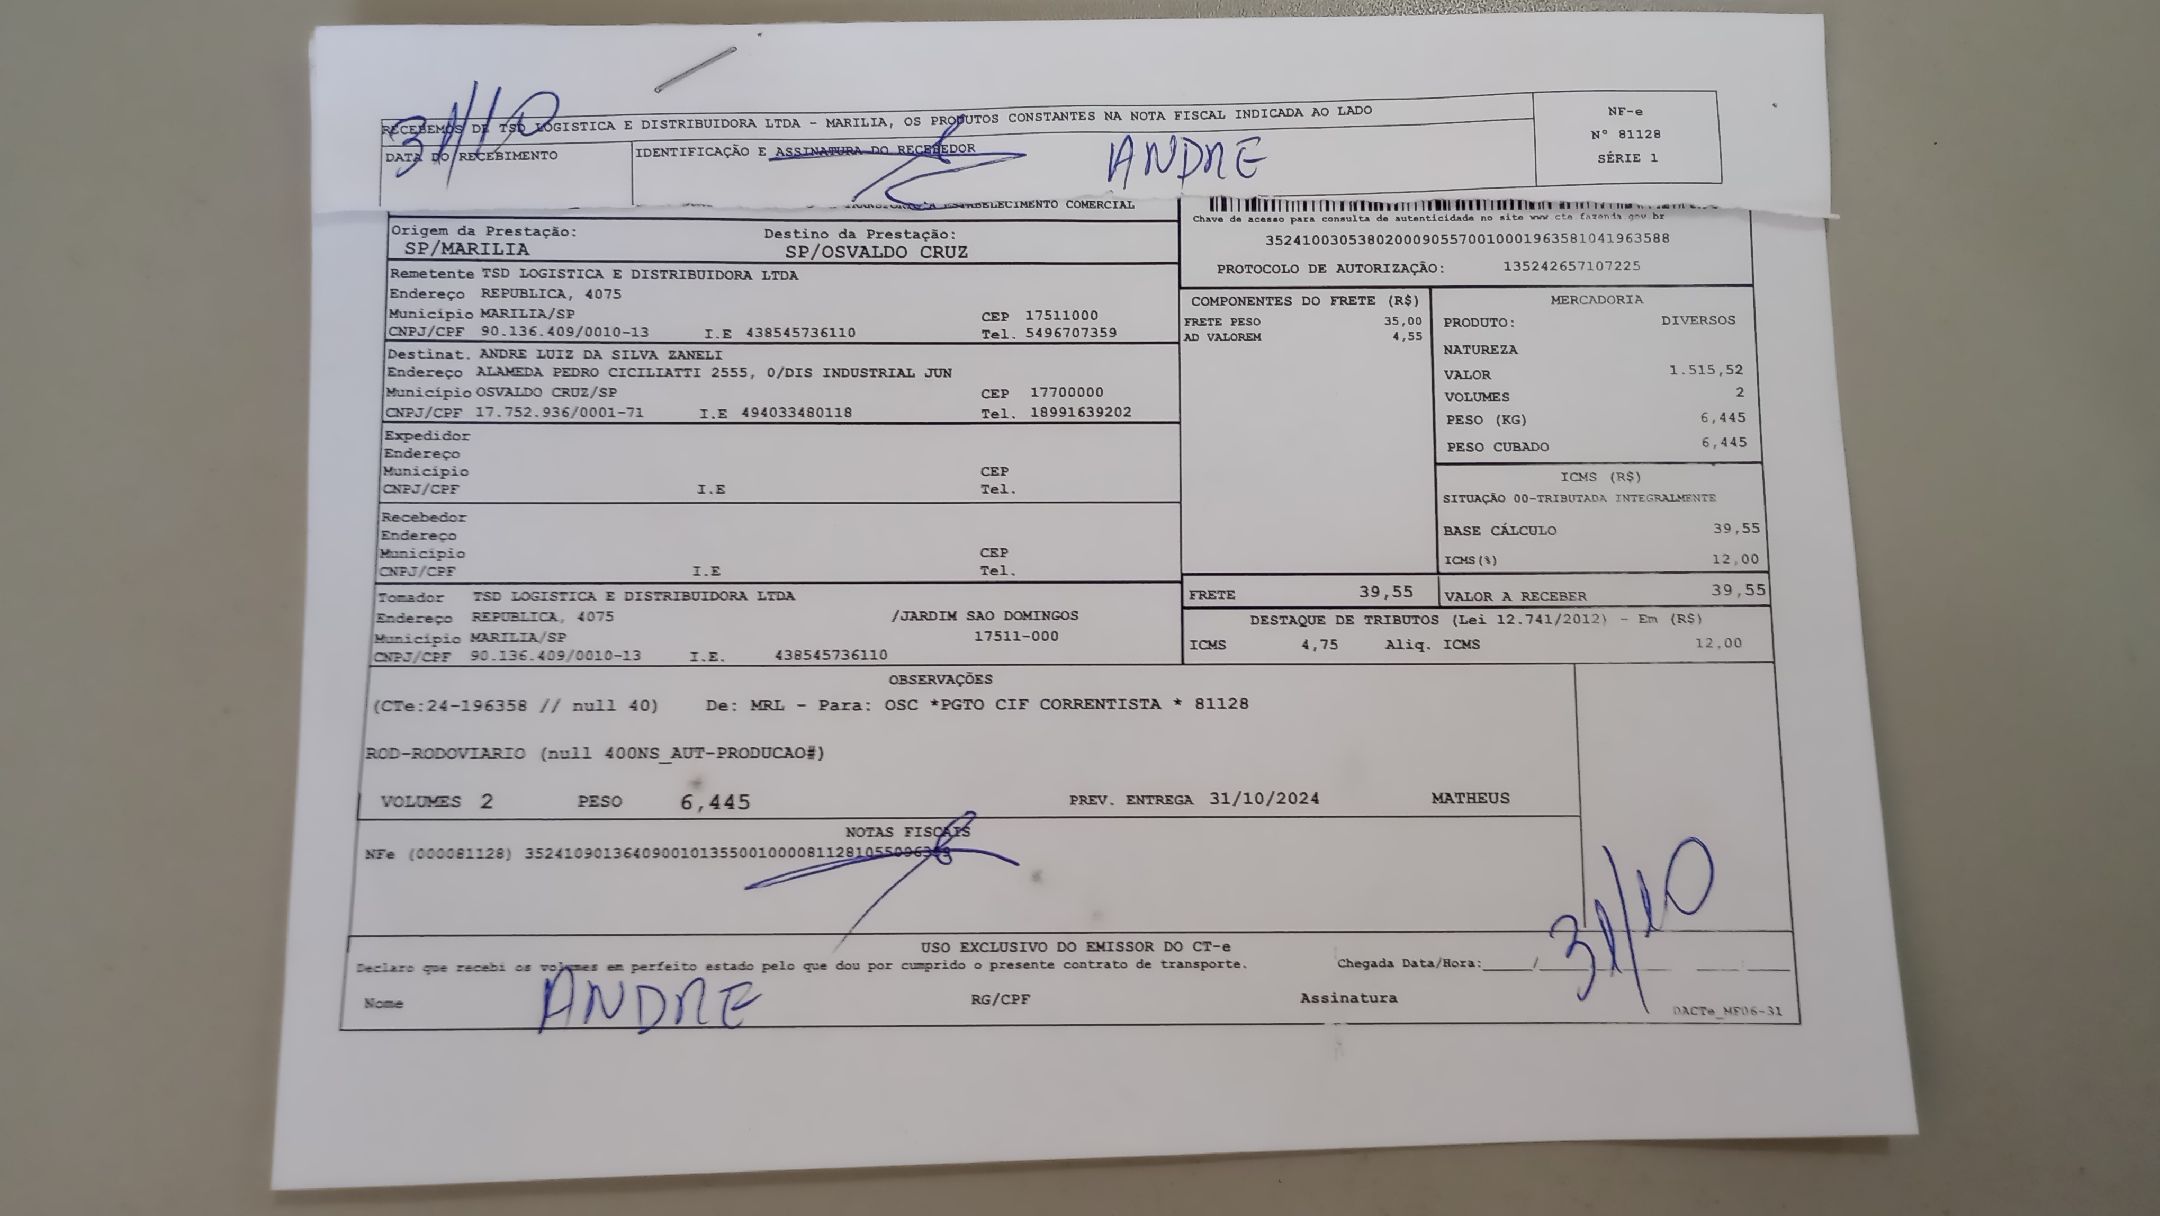 31/10
RECEBEMOS DE TSD LOGISTICA E DISTRIBUIDORA LTDA - MARILIA, OS PRODUTOS CONSTANTES NA NOTA FISCAL INDICADA AO LADO
DATA DO RECEBIMENTO
IDENTIFICAÇÃO E ASSINATURA DO RECEBEDOR
ANDRE
NF-e
Nº 81128
SÉRIE 1
ESTABELECIMENTO COMERCIAL
Chave de acesso para consulta de autenticidade no site www cte fazenda gov br
35241003053802000905570010001963581041963588
PROTOCOLO DE AUTORIZAÇÃO: 135242657107225
Origem da Prestação: Destino da Prestação:
SP/MARILIA SP/OSVALDO CRUZ
Remetente TSD LOGISTICA E DISTRIBUIDORA LTDA
Endereço REPUBLICA, 4075
Município MARILIA/SP CEP 17511000
CNPJ/CPF 90.136.409/0010-13 I.E 438545736110 Tel. 5496707359
Destinat. ANDRE LUIZ DA SILVA ZANELI
Endereço ALAMEDA PEDRO CICILIATTI 2555, 0/DIS INDUSTRIAL JUN
Município OSVALDO CRUZ/SP CEP 17700000
CNPJ/CPF 17.752.936/0001-71 I.E 494033480118 Tel. 18991639202
Expedidor
Endereço
Município CEP
CNPJ/CPF I.E Tel.
Recebedor
Endereço
Município CEP
CNPJ/CPF I.E Tel.
Tomador TSD LOGISTICA E DISTRIBUIDORA LTDA
Endereço REPUBLICA, 4075 /JARDIM SAO DOMINGOS
Município MARILIA/SP 17511-000
CNPJ/CPF 90.136.409/0010-13 I.E. 438545736110
COMPONENTES DO FRETE (R$)
FRETE PESO 35,00
AD VALOREM 4,55
MERCADORIA
PRODUTO: DIVERSOS
NATUREZA
VALOR 1.515,52
VOLUMES 2
PESO (KG) 6,445
PESO CUBADO 6,445
ICMS (R$)
SITUAÇÃO 00-TRIBUTADA INTEGRALMENTE
BASE CÁLCULO 39,55
ICMS(%) 12,00
FRETE 39,55 VALOR A RECEBER 39,55
DESTAQUE DE TRIBUTOS (Lei 12.741/2012) - Em (R$)
ICMS 4,75 Aliq. ICMS 12,00
OBSERVAÇÕES
(CTe:24-196358 // null 40) De: MRL - Para: OSC *PGTO CIF CORRENTISTA * 81128
ROD-RODOVIARIO (null 400NS_AUT-PRODUCAO#)
VOLUMES 2 PESO 6,445 PREV. ENTREGA 31/10/2024 MATHEUS
NOTAS FISCAIS
NFe (000081128)
31/10
USO EXCLUSIVO DO EMISSOR DO CT-e
Declaro que recebi os volumes em perfeito estado pelo que dou por cumprido o presente contrato de transporte. Chegada Data/Hora:____/
Nome ANDRE RG/CPF Assinatura
DACTe_MF06-31